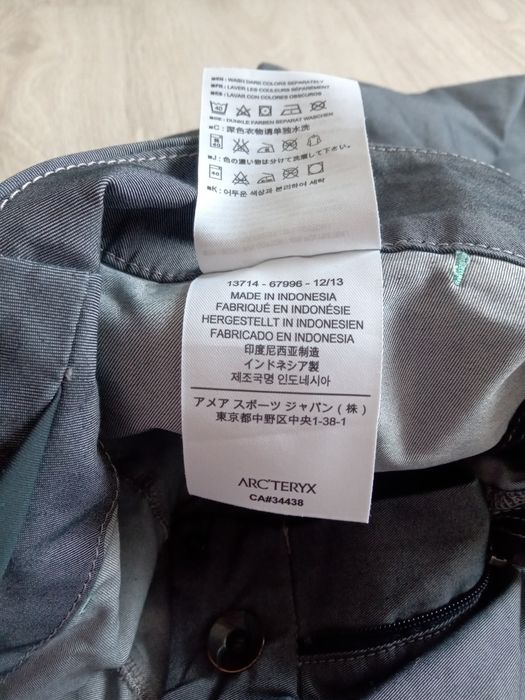 ■EN: WASH DARK COLORS SEPARATELY
■FR: LAVER LES COULEURS SÉPARÉMENT
■ES: LAVAR CON COLORES OBSCUROS
40
■DE: DUNKLE FARBEN SEPARAT WASCHEN
■C: 深色衣物请单独水洗
■J: 色の濃い物は分けて洗濯して下さい。
40
■K: 어두운 색상과 분리하여 세탁
13714 - 67996 - 12/13
MADE IN INDONESIA
FABRIQUÉ EN INDONÉSIE
HERGESTELLT IN INDONESIEN
FABRICADO EN INDONESIA
印度尼西亚制造
インドネシア製
제조국명 인도네시아
アメア スポーツ ジャパン ( 株 )
東京都中野区中央1-38-1
ARC'TERYX
CA#34438